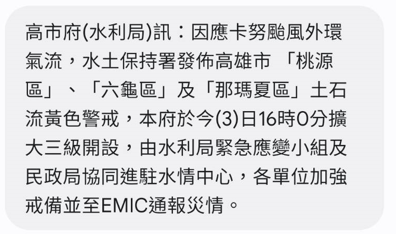 高市府(水利局)訊：因應卡努颱風外環
氣流，水土保持署發佈高雄市 「桃源
區」、「六龜區」及「那瑪夏區」土石
流黃色警戒，本府於今(3)日16時0分擴
大三級開設，由水利局緊急應變小組及
民政局協同進駐水情中心，各單位加強
戒備並至EMIC通報災情。